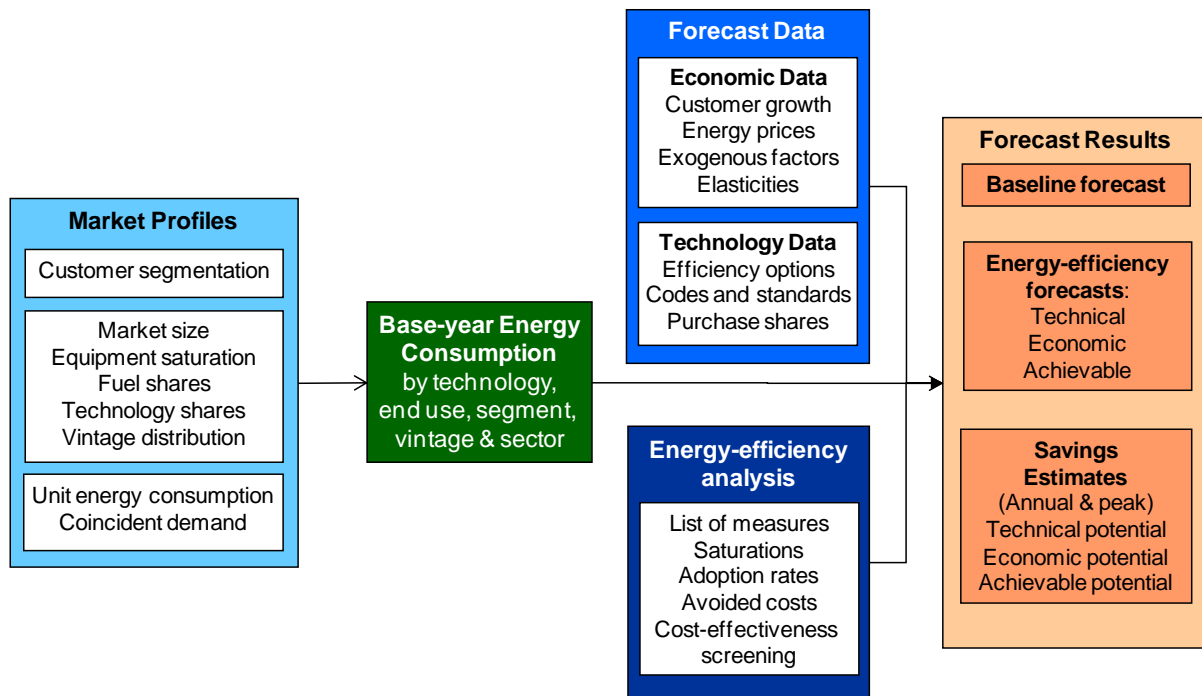 Market Profiles
Customer segmentation
Market size
Equipment saturation
Fuel shares
Technology shares
Vintage distribution
Unit energy consumption
Coincident demand
Base-year Energy
Consumption
by technology,
end use, segment,
vintage & sector
Forecast Data
Economic Data
Customer growth
Energy prices
Exogenous factors
Elasticities
Technology Data
Efficiency options
Codes and standards
Purchase shares
Energy-efficiency
analysis
List of measures
Saturations
Adoption rates
Avoided costs
Cost-effectiveness
screening
Forecast Results
Baseline forecast
Energy-efficiency
forecasts:
Technical
Economic
Achievable
Savings
Estimates
(Annual & peak)
Technical potential
Economic potential
Achievable potential